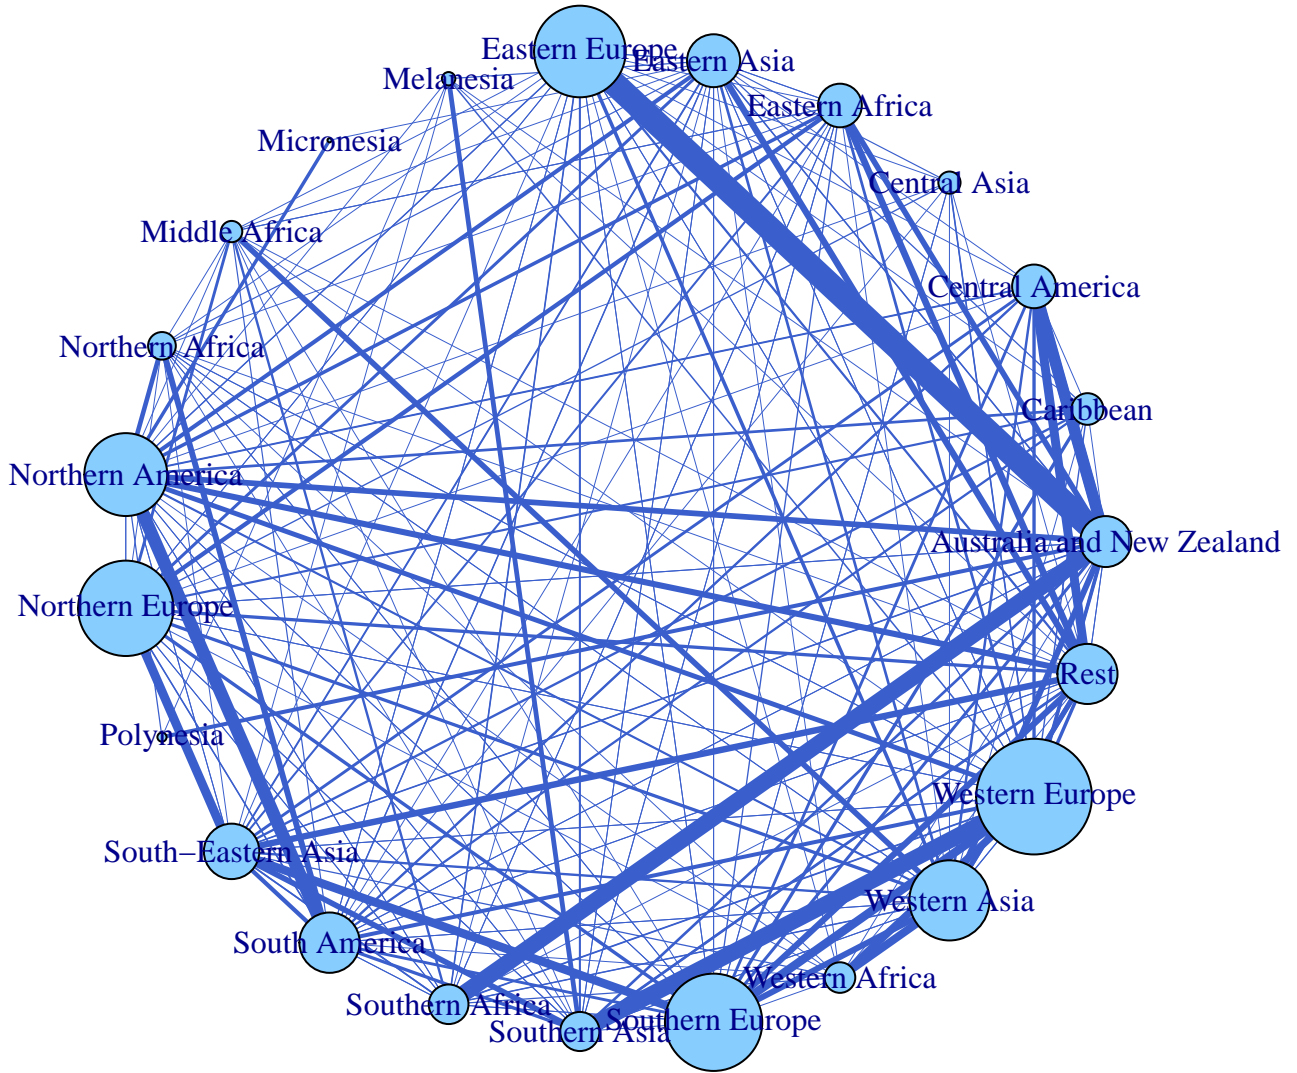 Eastern Europe
Eastern Asia
Melanesia
Eastern Africa
Micronesia
Central Asia
Middle Africa
Central America
Northern Africa
Caribbean
Northern America
Australia and New Zealand
Northern Europe
Rest
Polynesia
Western Europe
South−Eastern Asia
Western Asia
South America
Western Africa
Southern Africa
Southern Europe
Southern Asia